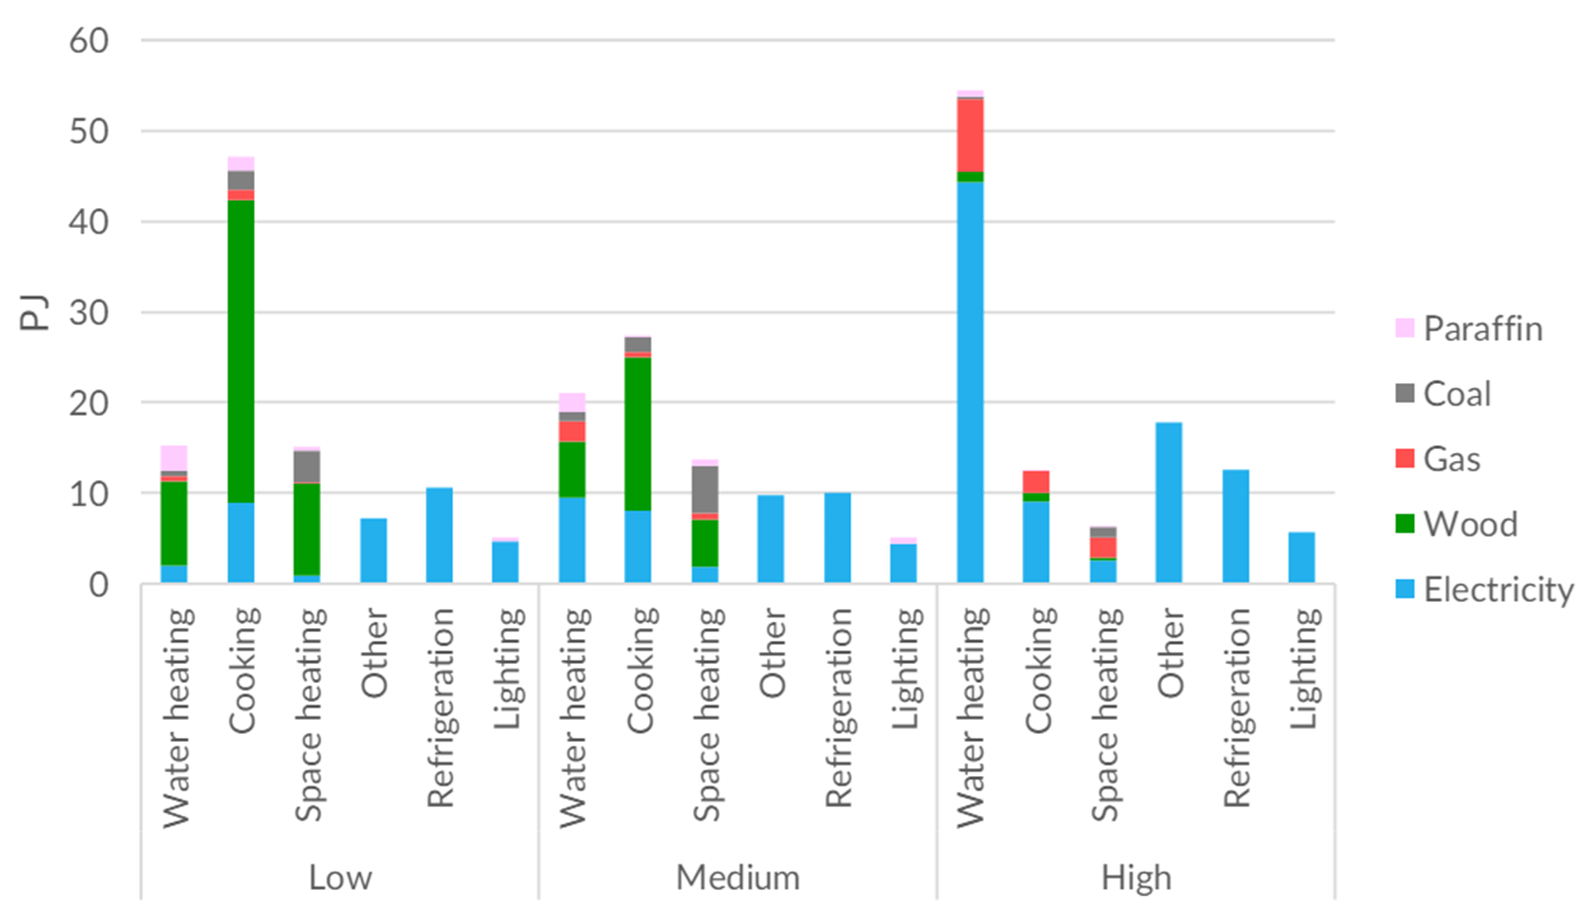 60
50
40
30
20
10
0
PJ
Water heating
Cooking
Space heating
Other
Refrigeration
Lighting
Water heating
Cooking
Space heating
Other
Refrigeration
Lighting
Water heating
Cooking
Space heating
Other
Refrigeration
Lighting
Low
Medium
High
Paraffin
Coal
Gas
Wood
Electricity